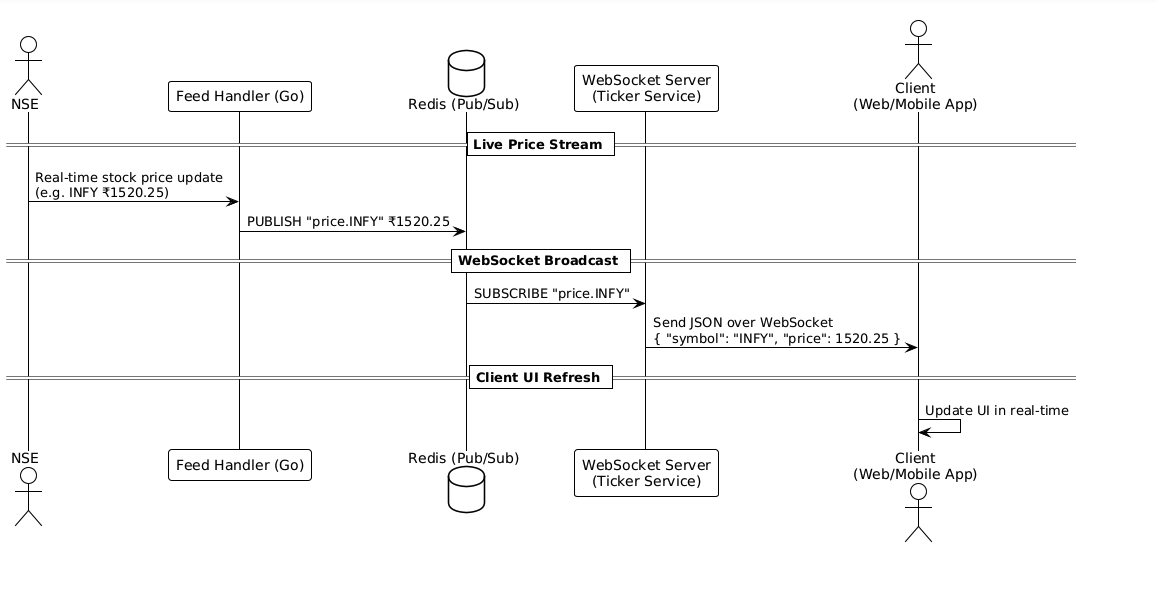 NSE
Feed Handler (Go)
Redis (Pub/Sub)
WebSocket Server
(Ticker Service)
Client
(Web/Mobile App)
Live Price Stream
Real-time stock price update
(e.g. INFY ₹1520.25)
PUBLISH "price.INFY" ₹1520.25
WebSocket Broadcast
SUBSCRIBE "price.INFY"
Send JSON over WebSocket
{ "symbol": "INFY", "price": 1520.25 }
Client UI Refresh
Update UI in real-time
NSE
Feed Handler (Go)
Redis (Pub/Sub)
WebSocket Server
(Ticker Service)
Client
(Web/Mobile App)